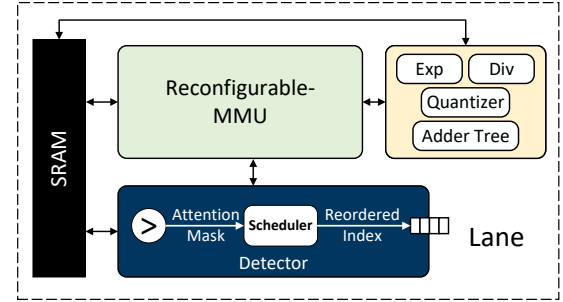 SRAM
Reconfigurable-
MMU
Exp
Div
Quantizer
Adder Tree
>
Attention
Mask
Scheduler
Reordered
Index
Detector
Lane